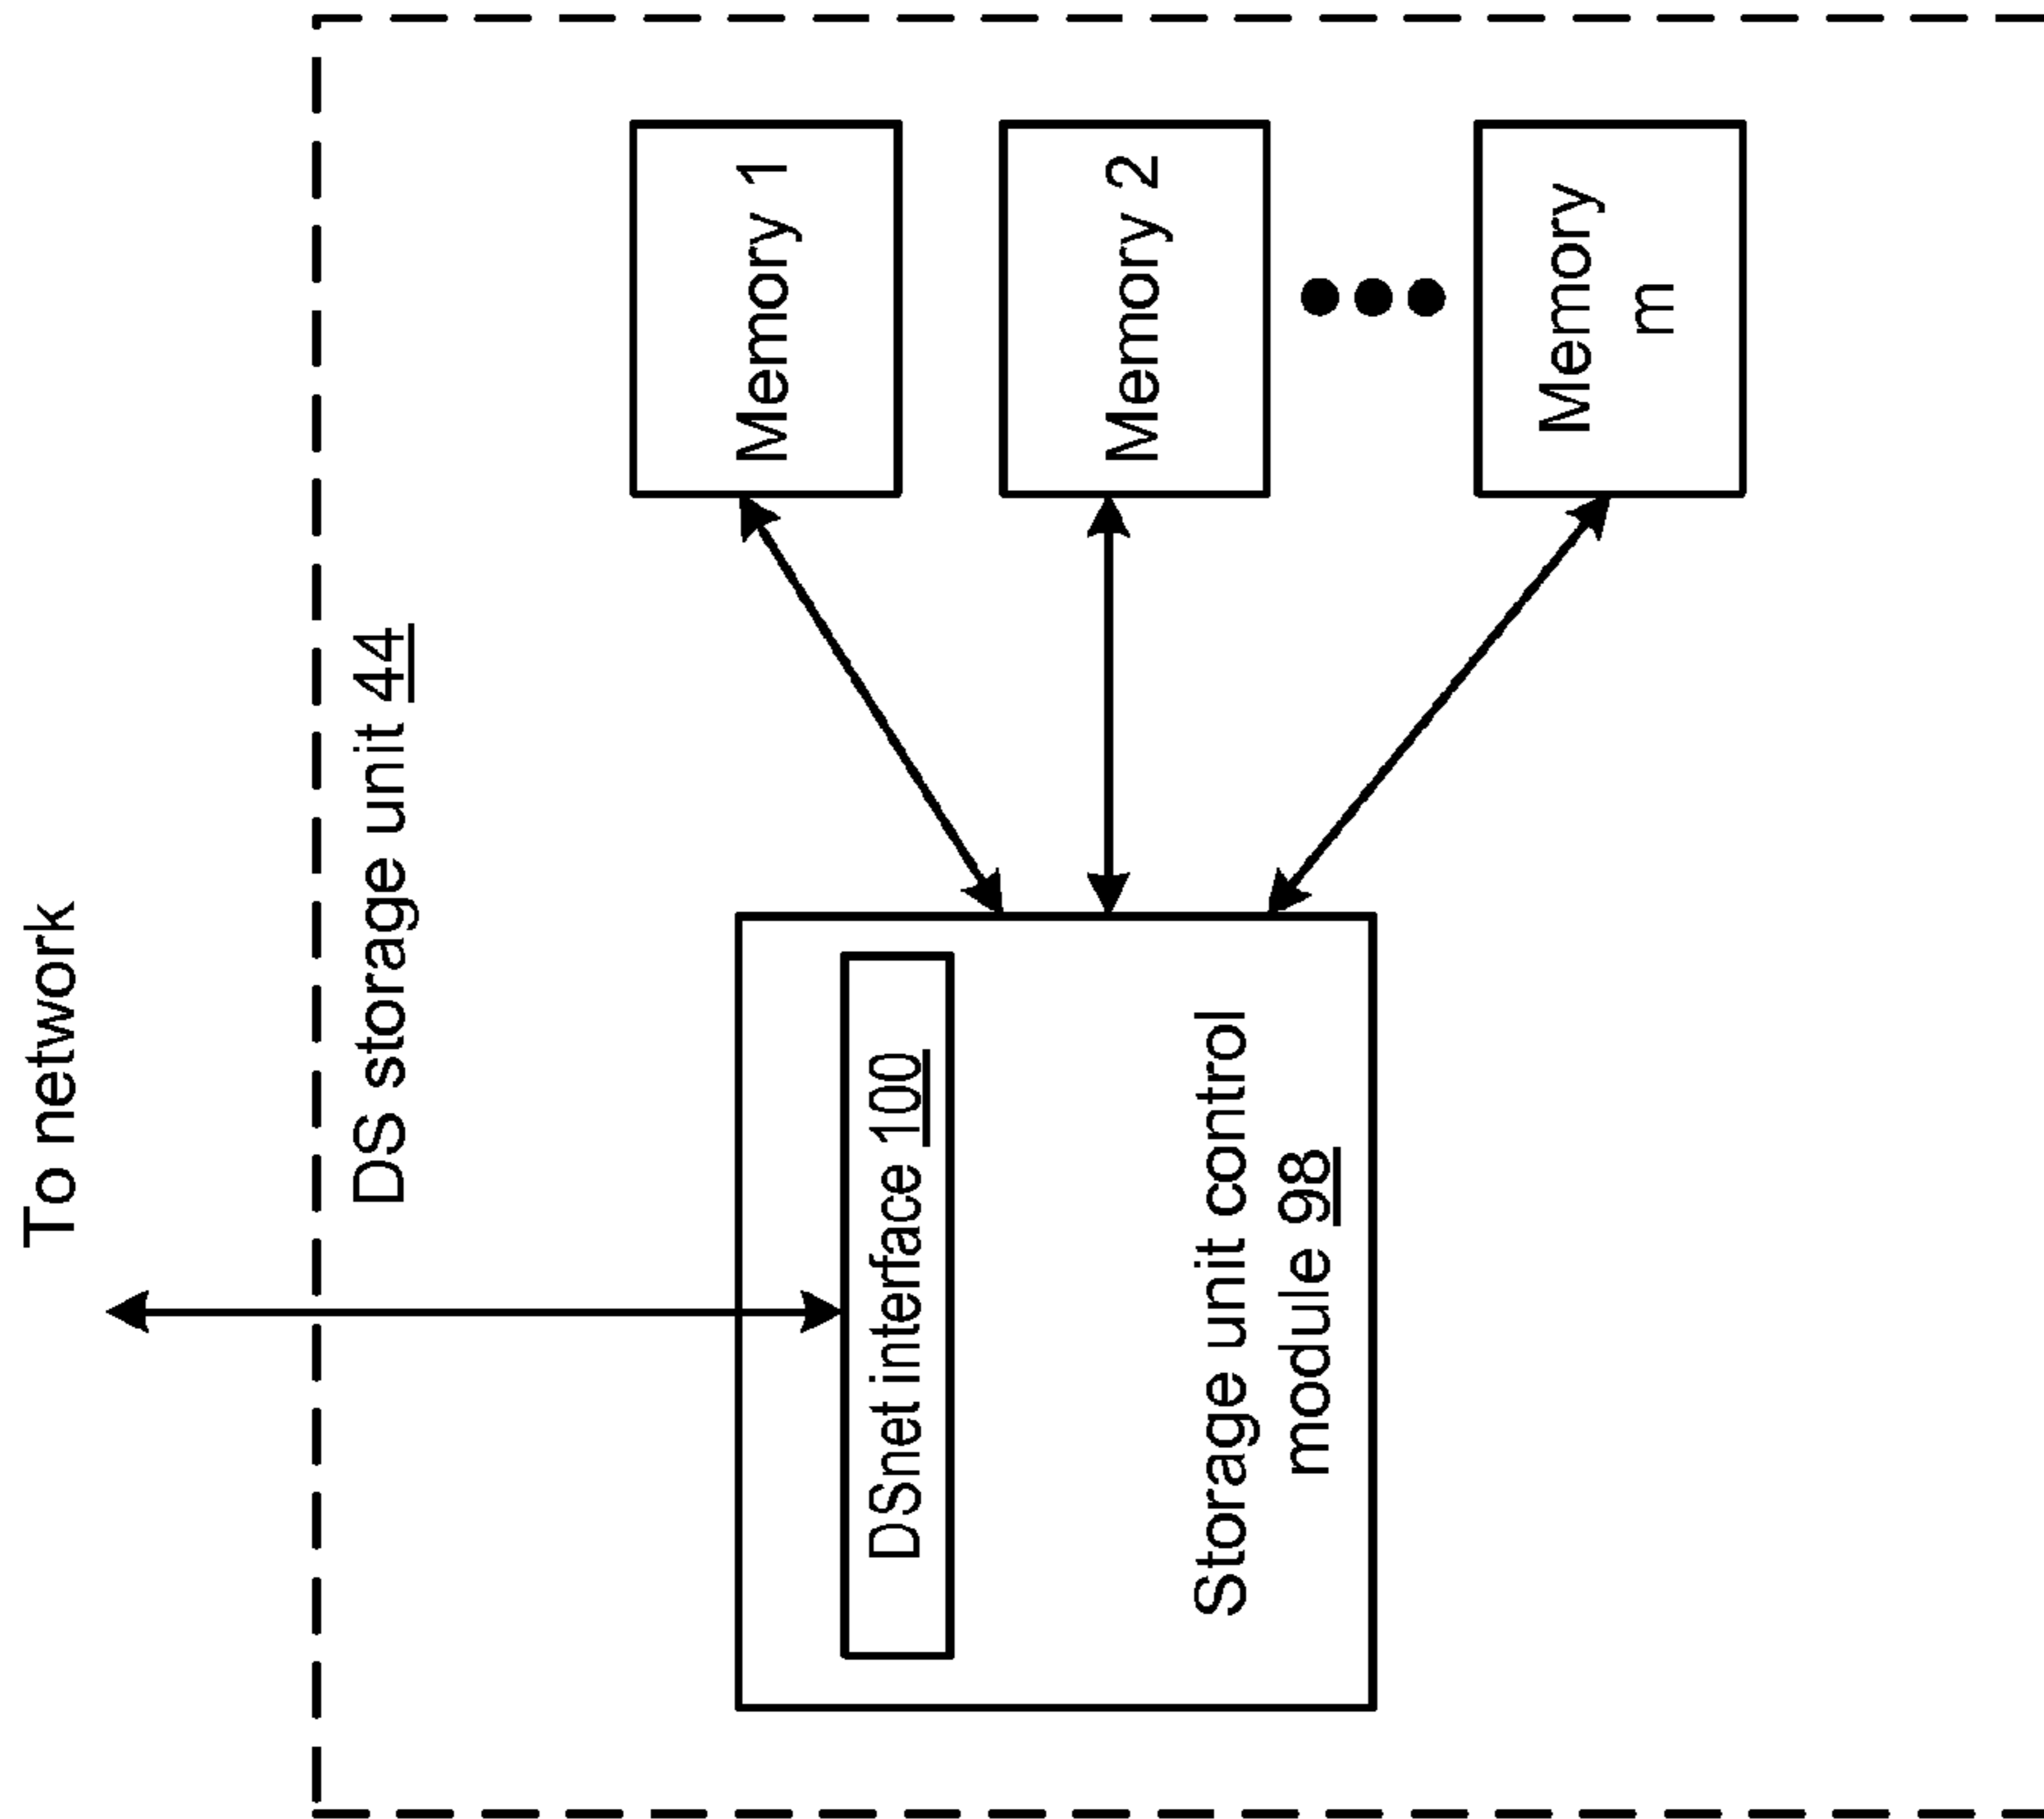 To network
DS storage unit 44
DSnet interface 100
Storage unit control
module 98
Memory 1
Memory 2
Memory
m